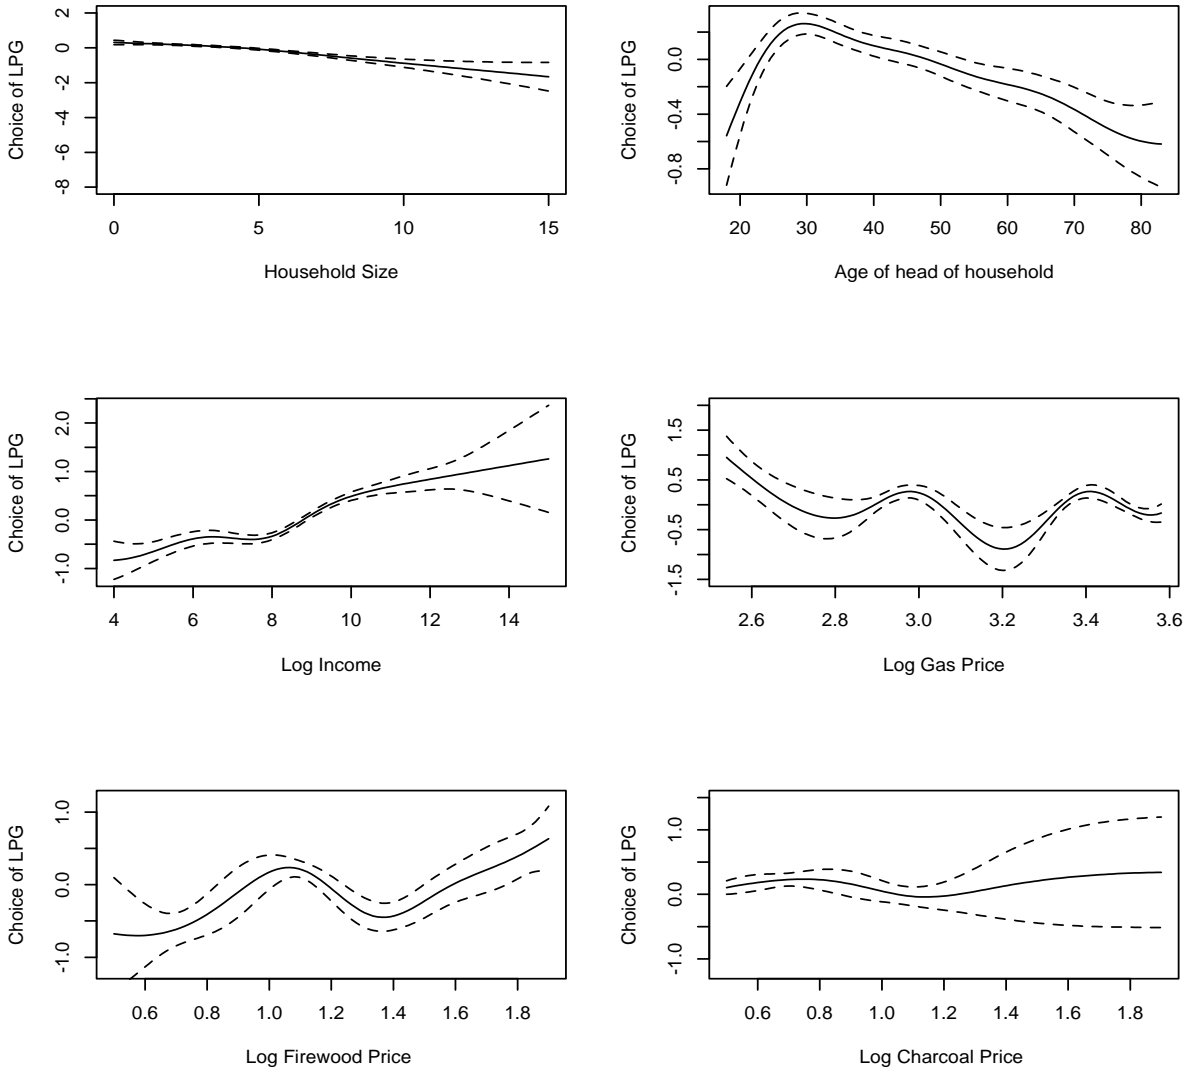 Choice of LPG
2
0
-2
-4
-6
-8
0 5 10 15
Household Size
Choice of LPG
0.0
-0.4
-0.8
20 30 40 50 60 70 80
Age of head of household
Choice of LPG
2.0
1.0
0.0
-1.0
4 6 8 10 12 14
Log Income
Choice of LPG
1.5
0.5
-0.5
-1.5
2.6 2.8 3.0 3.2 3.4 3.6
Log Gas Price
Choice of LPG
1.0
0.0
-1.0
0.6 0.8 1.0 1.2 1.4 1.6 1.8
Log Firewood Price
Choice of LPG
1.0
0.0
-1.0
0.6 0.8 1.0 1.2 1.4 1.6 1.8
Log Charcoal Price